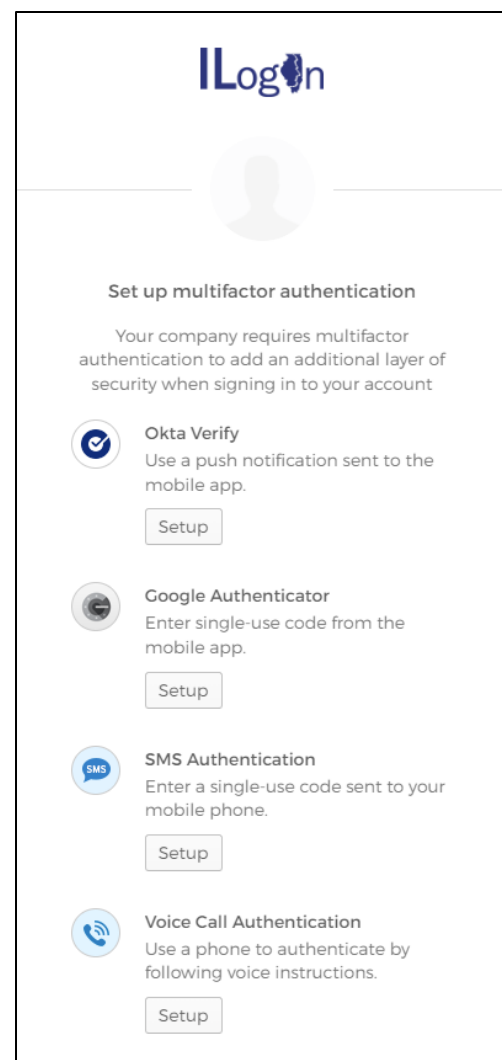 ILogIn
Set up multifactor authentication
Your company requires multifactor
authentication to add an additional layer of
security when signing in to your account
Okta Verify
Use a push notification sent to the
mobile app.
Setup
Google Authenticator
Enter single-use code from the
mobile app.
Setup
SMS
SMS Authentication
Enter a single-use code sent to your
mobile phone.
Setup
Voice Call Authentication
Use a phone to authenticate by
following voice instructions.
Setup